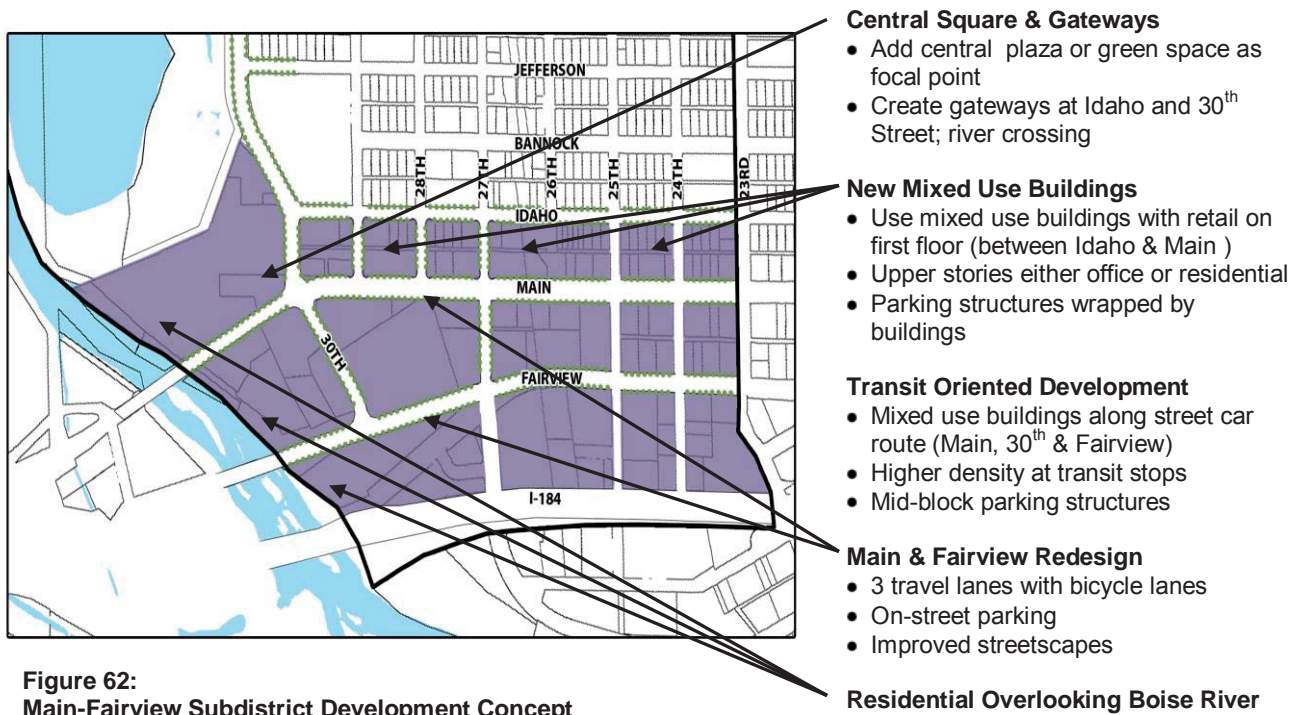 Central Square & Gateways
• Add central plaza or green space as
focal point
• Create gateways at Idaho and 30th
Street; river crossing
New Mixed Use Buildings
• Use mixed use buildings with retail on
first floor (between Idaho & Main )
• Upper stories either office or residential
• Parking structures wrapped by
buildings
Transit Oriented Development
• Mixed use buildings along street car
route (Main, 30th & Fairview)
• Higher density at transit stops
• Mid-block parking structures
Main & Fairview Redesign
• 3 travel lanes with bicycle lanes
• On-street parking
• Improved streetscapes
Residential Overlooking Boise River
JEFFERSON
BANNOCK
28TH
27TH
26TH
25TH
24TH
23RD
IDAHO
MAIN
30TH
FAIRVIEW
I-184
Figure 62:
Main-Fairview Subdistrict Development Concept